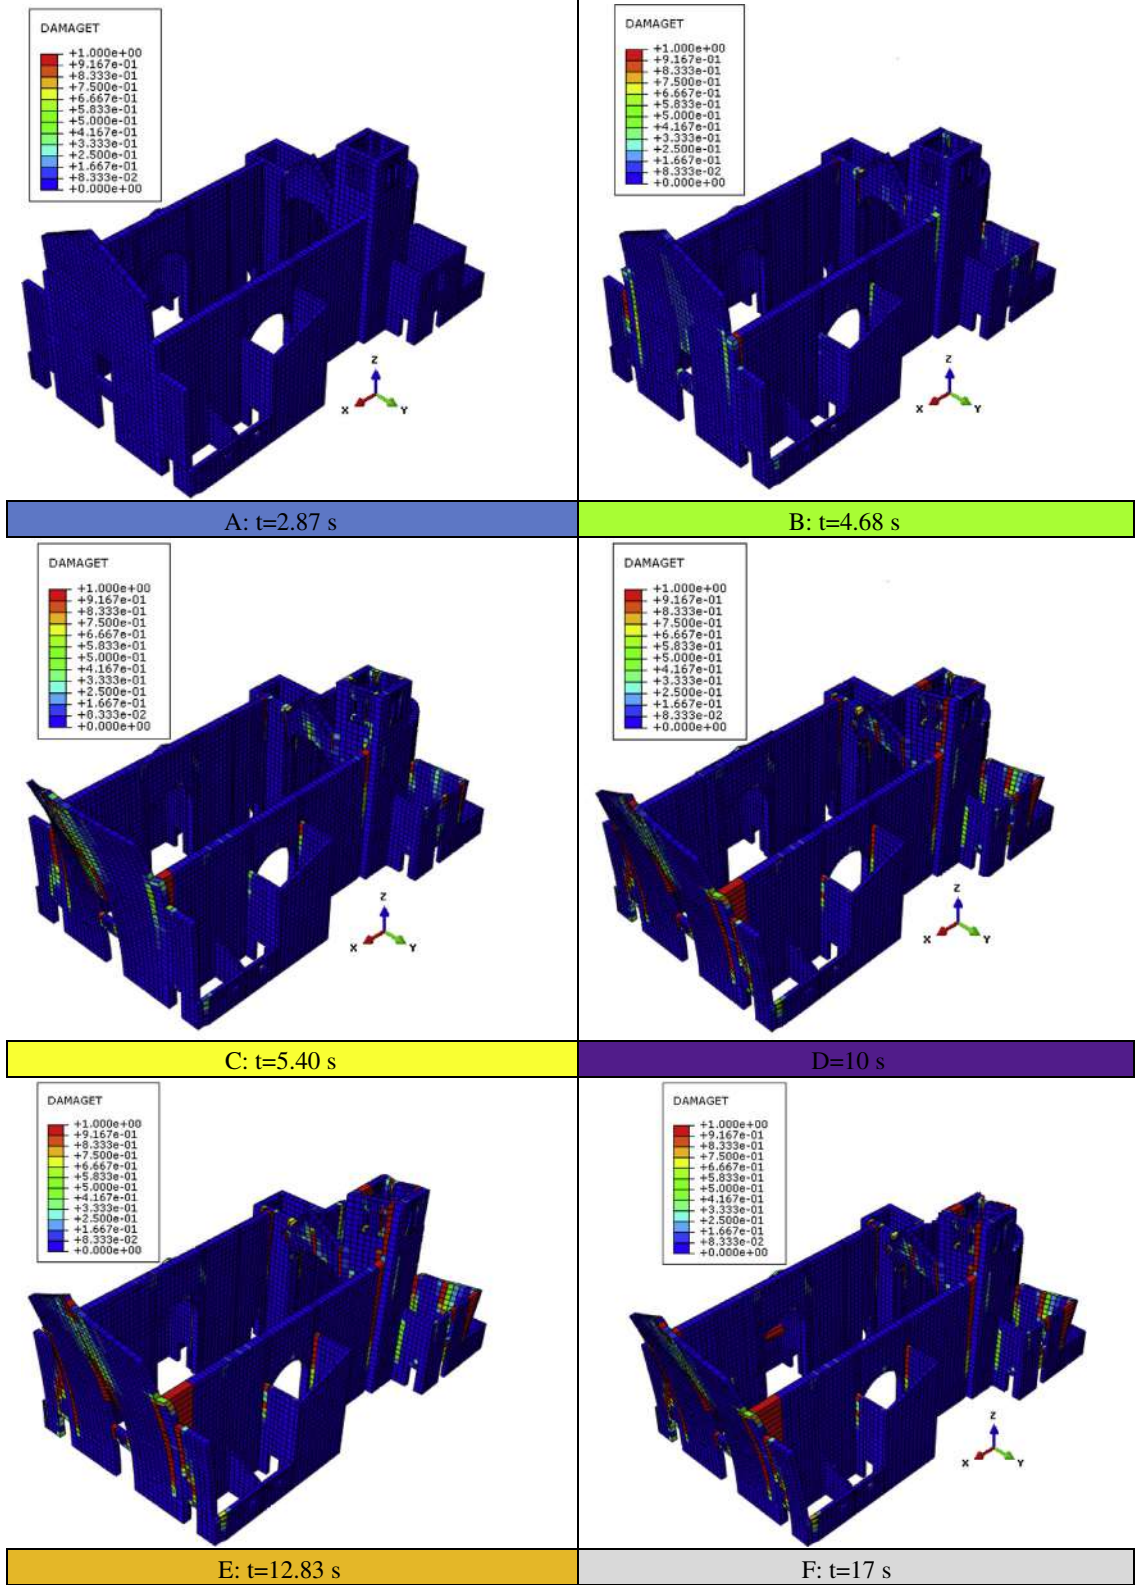 DAMAGET
+1.000e+00
+9.167e-01
+8.333e-01
+7.500e-01
+6.667e-01
+5.833e-01
+5.000e-01
+4.167e-01
+3.333e-01
+2.500e-01
+1.667e-01
+8.333e-02
+0.000e+00
Z
X
Y
A: t=2.87 s
DAMAGET
+1.000e+00
+9.167e-01
+8.333e-01
+7.500e-01
+6.667e-01
+5.833e-01
+5.000e-01
+4.167e-01
+3.333e-01
+2.500e-01
+1.667e-01
+8.333e-02
+0.000e+00
Z
X
Y
B: t=4.68 s
DAMAGET
+1.000e+00
+9.167e-01
+8.333e-01
+7.500e-01
+6.667e-01
+5.833e-01
+5.000e-01
+4.167e-01
+3.333e-01
+2.500e-01
+1.667e-01
+8.333e-02
+0.000e+00
Z
X
Y
C: t=5.40 s
DAMAGET
+1.000e+00
+9.167e-01
+8.333e-01
+7.500e-01
+6.667e-01
+5.833e-01
+5.000e-01
+4.167e-01
+3.333e-01
+2.500e-01
+1.667e-01
+8.333e-02
+0.000e+00
Z
X
Y
D=10 s
DAMAGET
+1.000e+00
+9.167e-01
+8.333e-01
+7.500e-01
+6.667e-01
+5.833e-01
+5.000e-01
+4.167e-01
+3.333e-01
+2.500e-01
+1.667e-01
+8.333e-02
+0.000e+00
E: t=12.83 s
DAMAGET
+1.000e+00
+9.167e-01
+8.333e-01
+7.500e-01
+6.667e-01
+5.833e-01
+5.000e-01
+4.167e-01
+3.333e-01
+2.500e-01
+1.667e-01
+8.333e-02
+0.000e+00
Z
X
Y
F: t=17 s